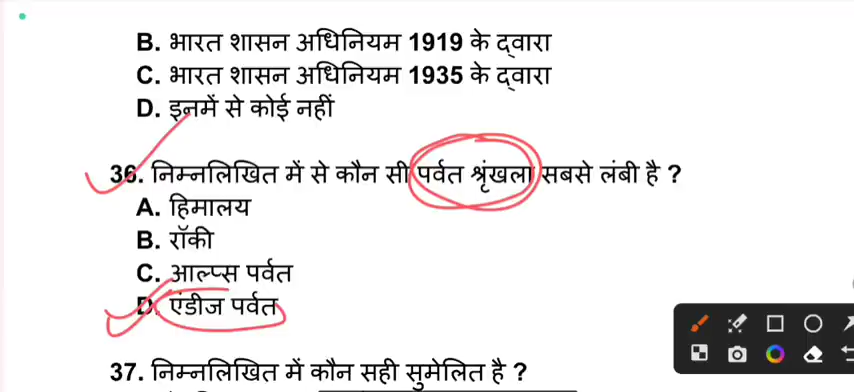 B. भारत शासन अधिनियम 1919 के द्वारा
C. भारत शासन अधिनियम 1935 के द्वारा
D. इनमें से कोई नहीं
36. निम्नलिखित में से कौन सी पर्वत श्रृंखला सबसे लंबी है ?
A. हिमालय
B. रॉकी
C. आल्प्स पर्वत
D. एंडीज पर्वत
37. निम्नलिखित में कौन सही सुमेलित है ?